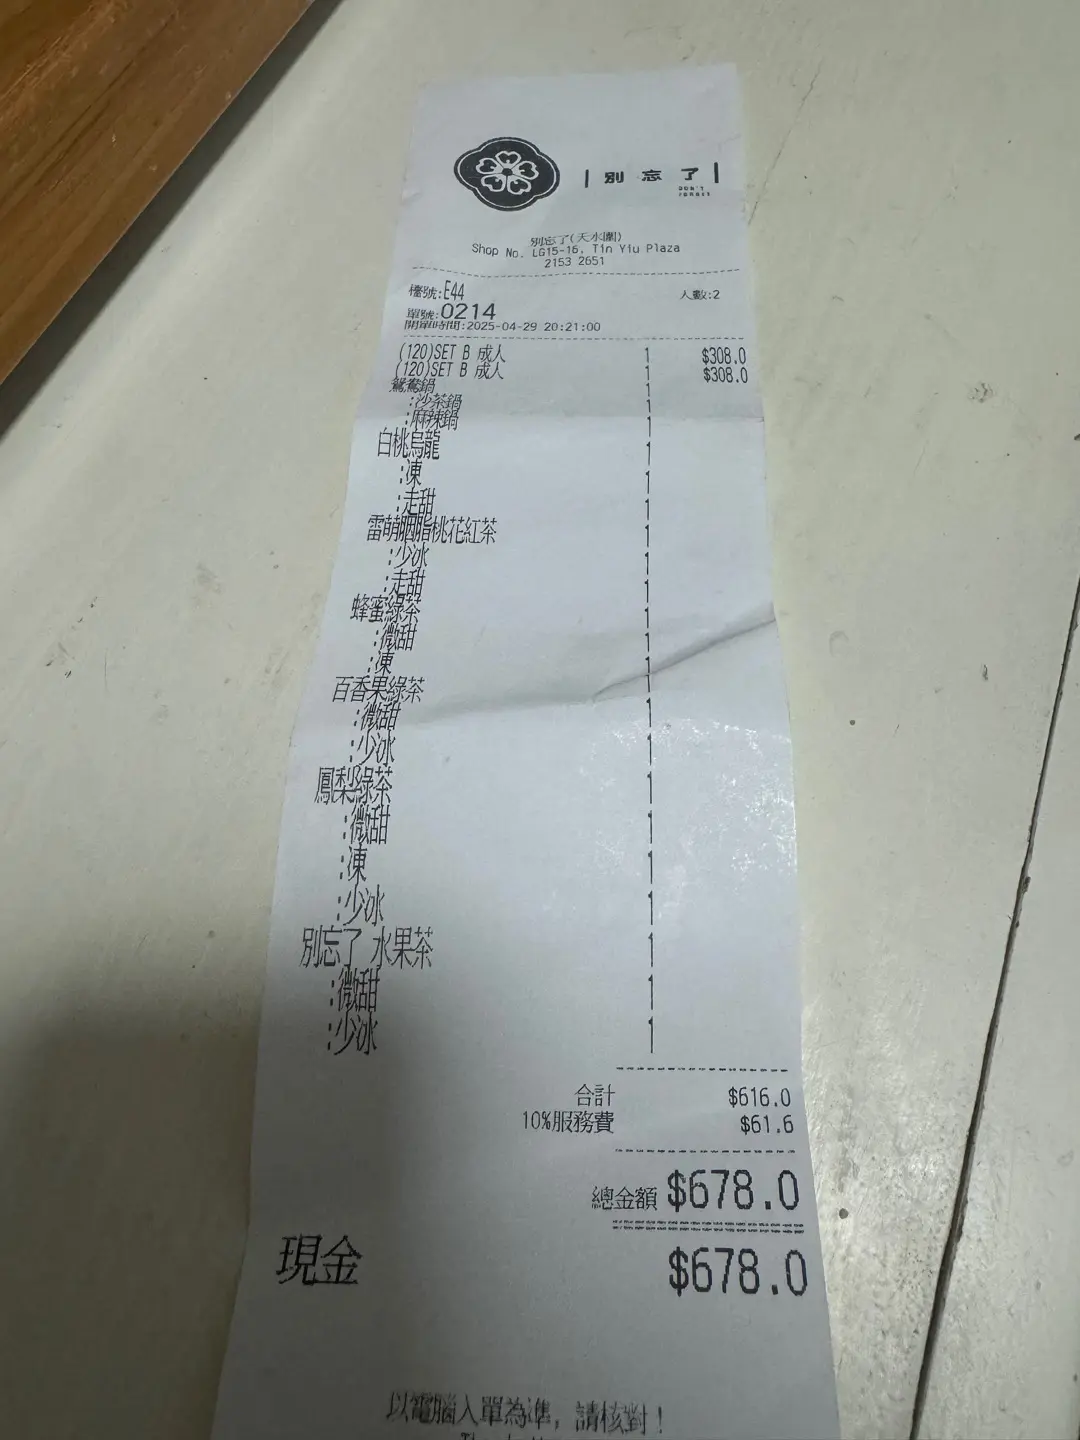 別忘了
DON'T
FORGET
別忘了(天水圍)
Shop No. LG15-16, Tin Yiu Plaza
2153 2651
檯號:E44 人數:2
單號:0214
開單時間:2025-04-29 20:21:00
(120)SET B 成人 1 $308.0
(120)SET B 成人 1 $308.0
鴛鴦鍋 1
:沙茶鍋 1
:麻辣鍋 1
白桃烏龍 1
:凍 1
:走甜 1
雷萌胭脂桃花紅茶 1
:少冰 1
:走甜 1
蜂蜜綠茶 1
:微甜 1
:凍 1
百香果綠茶 1
:微甜 1
:少冰 1
鳳梨綠茶 1
:微甜 1
:凍 1
:少冰 1
別忘了 水果茶 1
:微甜 1
:少冰 1
合計 $616.0
10%服務費 $61.6
總金額 $678.0
現金 $678.0
以電腦入單為準, 請核對!